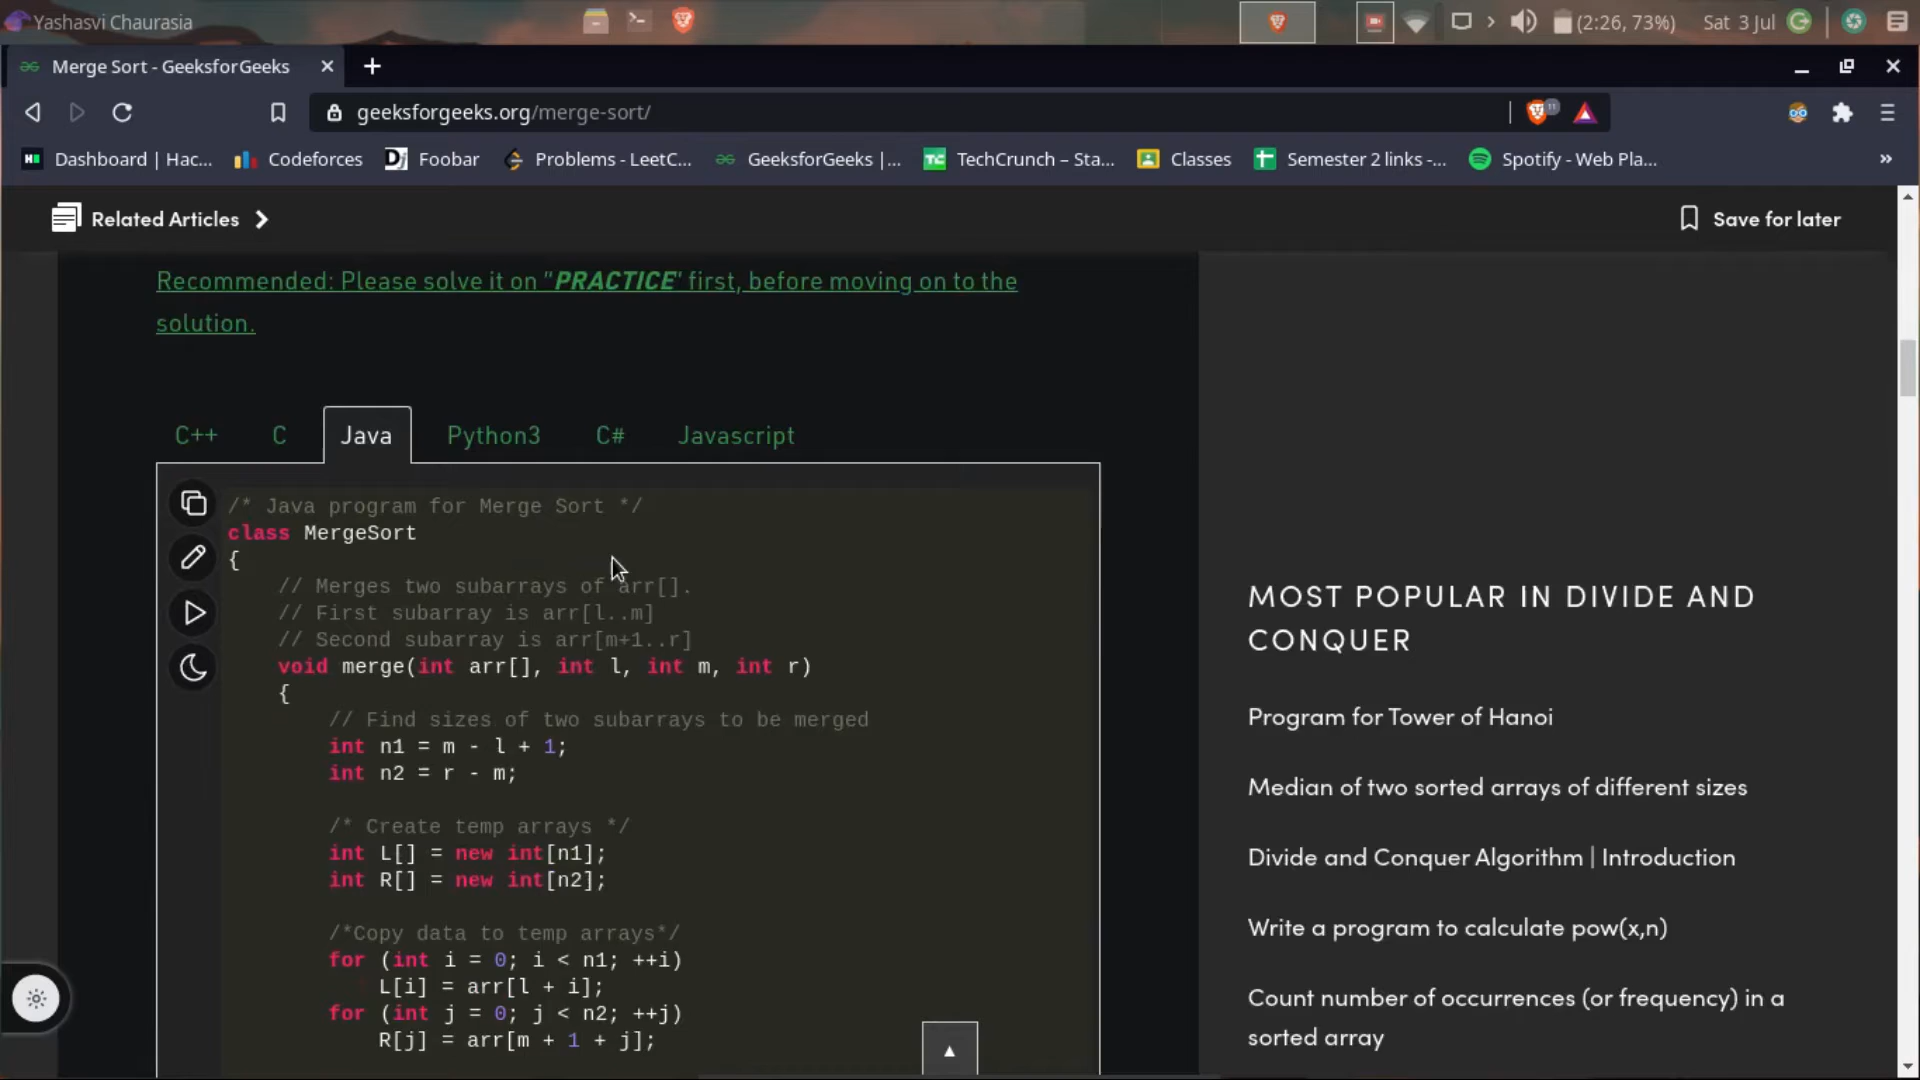 Yashasvi Chaurasia
(2:26, 73%) Sat 3 Jul
Merge Sort - GeeksforGeeks
geeksforgeeks.org/merge-sort/
11
Dashboard | Hac... Codeforces Foobar Problems - LeetC... GeeksforGeeks |... TechCrunch – Sta... Classes Semester 2 links -... Spotify - Web Pla... »
Related Articles
Save for later
Recommended: Please solve it on "PRACTICE" first, before moving on to the
solution.
C++ C Java Python3 C# Javascript
/* Java program for Merge Sort */
class MergeSort
{
// Merges two subarrays of arr[].
// First subarray is arr[l..m]
// Second subarray is arr[m+1..r]
void merge(int arr[], int l, int m, int r)
{
// Find sizes of two subarrays to be merged
int n1 = m - l + 1;
int n2 = r - m;
/* Create temp arrays */
int L[] = new int[n1];
int R[] = new int[n2];
/*Copy data to temp arrays*/
for (int i = 0; i < n1; ++i)
L[i] = arr[l + i];
for (int j = 0; j < n2; ++j)
R[j] = arr[m + 1 + j];
MOST POPULAR IN DIVIDE AND
CONQUER
Program for Tower of Hanoi
Median of two sorted arrays of different sizes
Divide and Conquer Algorithm | Introduction
Write a program to calculate pow(x,n)
Count number of occurrences (or frequency) in a
sorted array